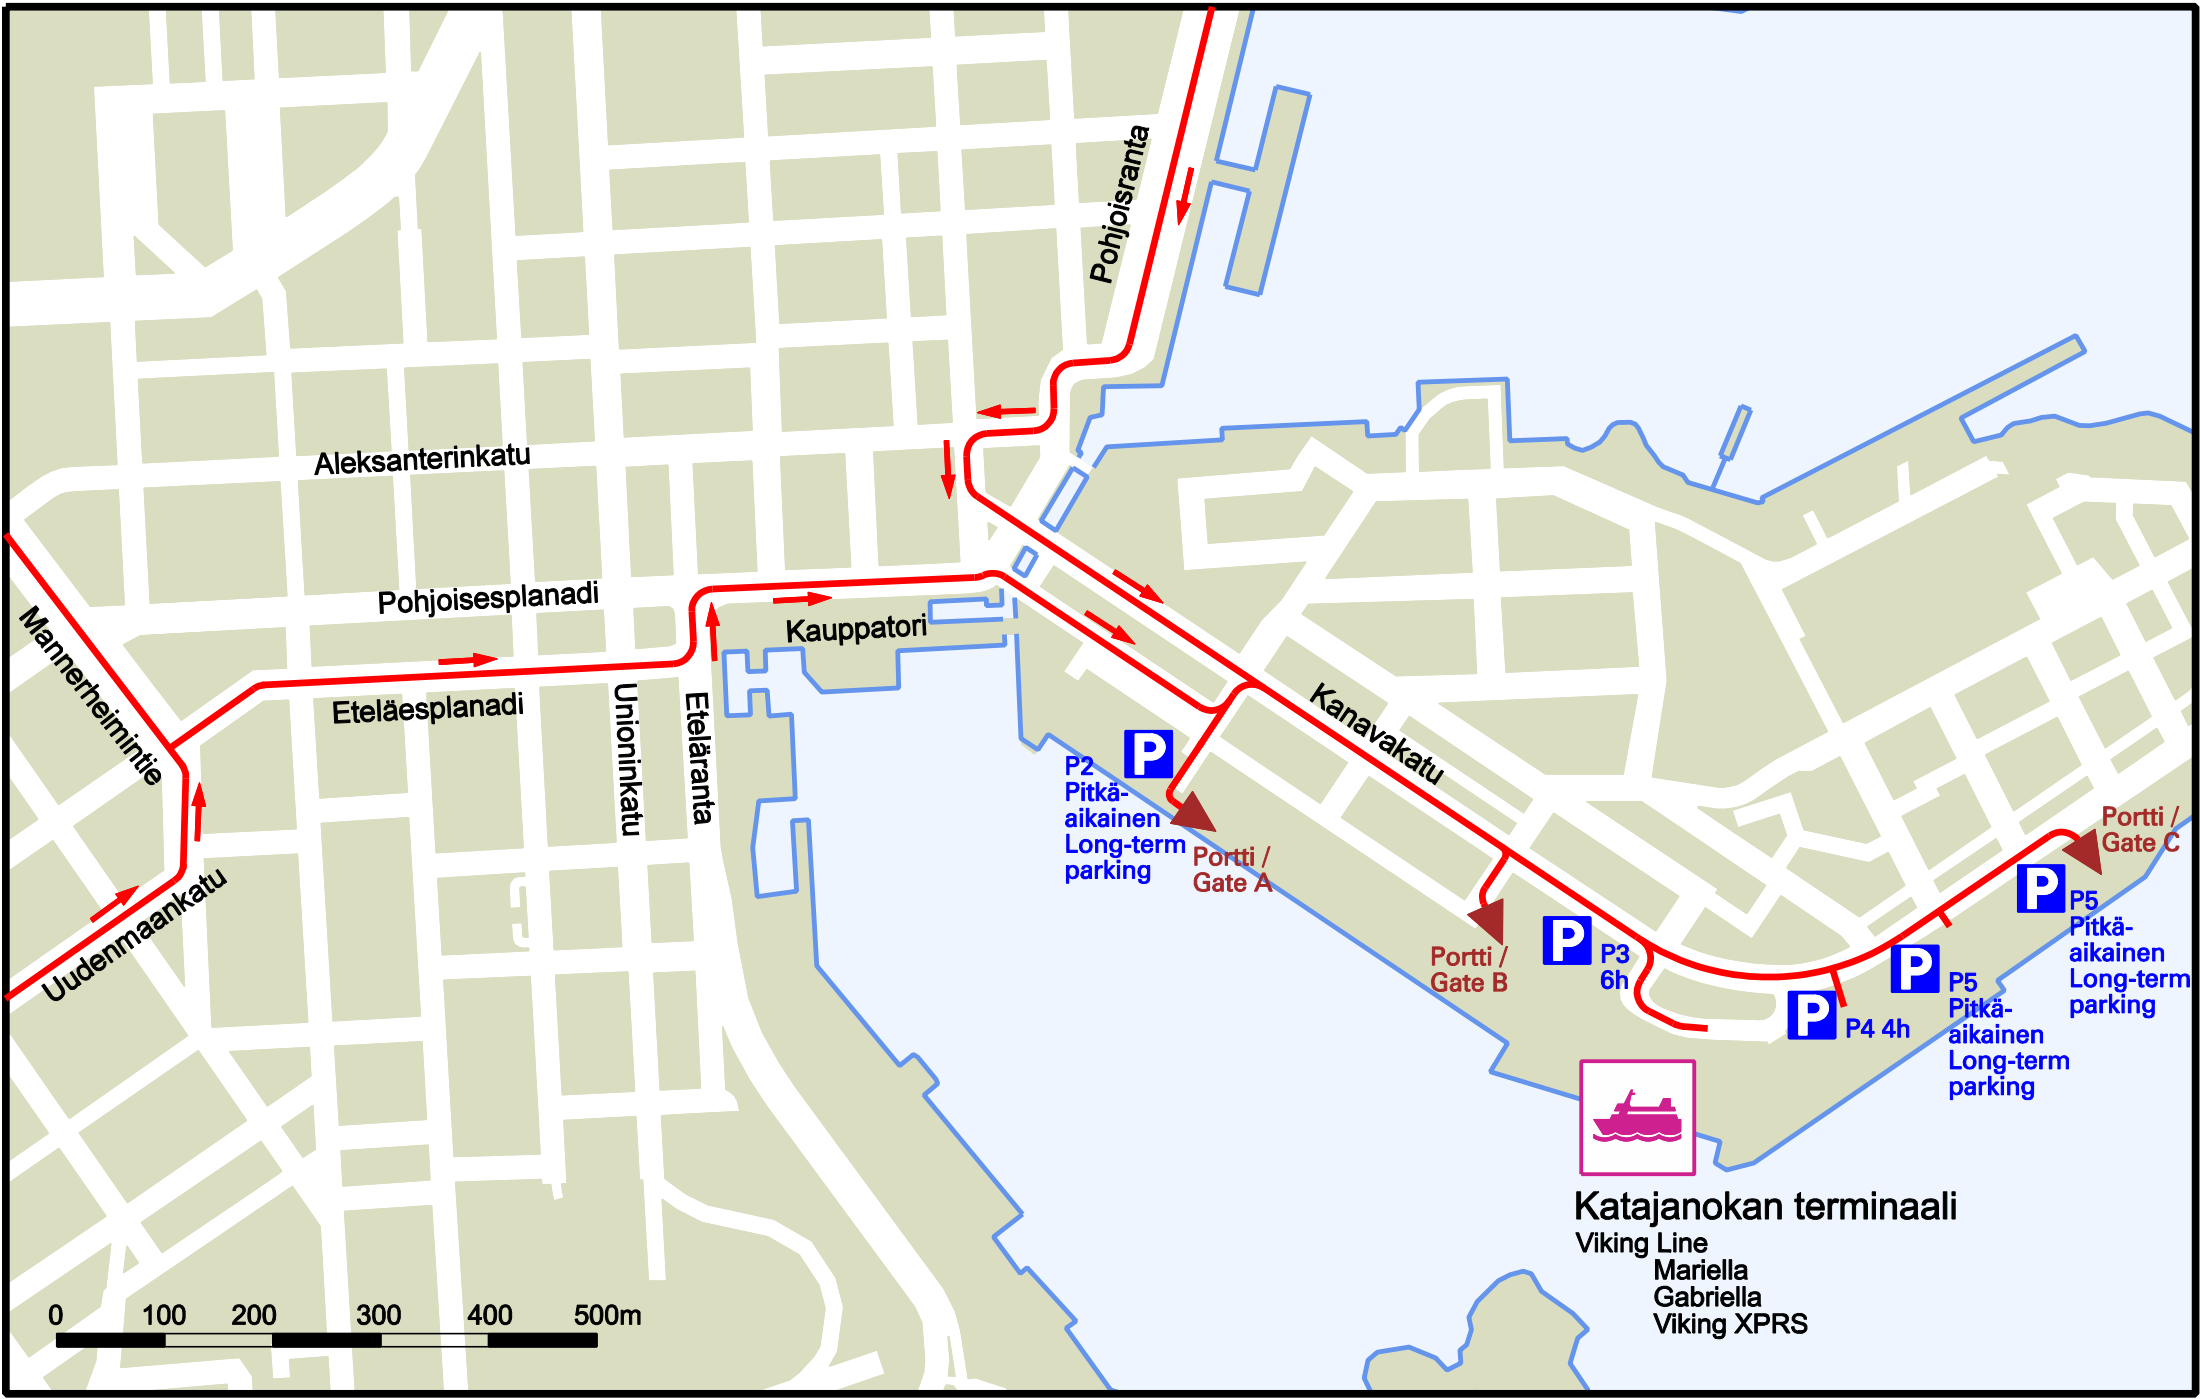 Pohjoisranta
Aleksanterinkatu
Pohjoisesplanadi
Kauppatori
Mannerheimintie
Eteläesplanadi
Unioninkatu
Eteläranta
Uudenmaankatu
Kanavakatu
P
P2
Pitkä-
aikainen
Long-term
parking
Portti /
Gate A
Portti /
Gate B
P
P3
6h
P
P4 4h
P
P5
Pitkä-
aikainen
Long-term
parking
P
P5
Pitkä-
aikainen
Long-term
parking
Portti /
Gate C
Katajanokan terminaali
Viking Line
Mariella
Gabriella
Viking XPRS
0 100 200 300 400 500m